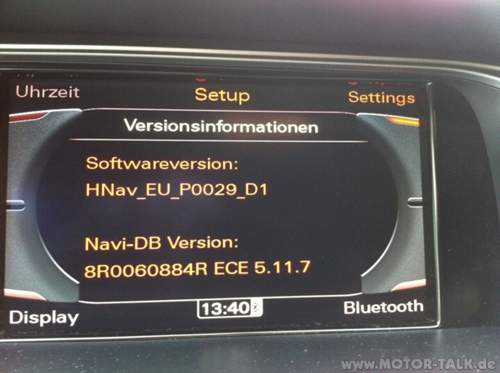 Uhrzeit
Setup
Settings
Versionsinformationen
Softwareversion:
HNav_EU_P0029_D1
Navi-DB Version:
8R0060884R ECE 5.11.7
Display
13:40
Bluetooth
www.MOTOR-TALK.de